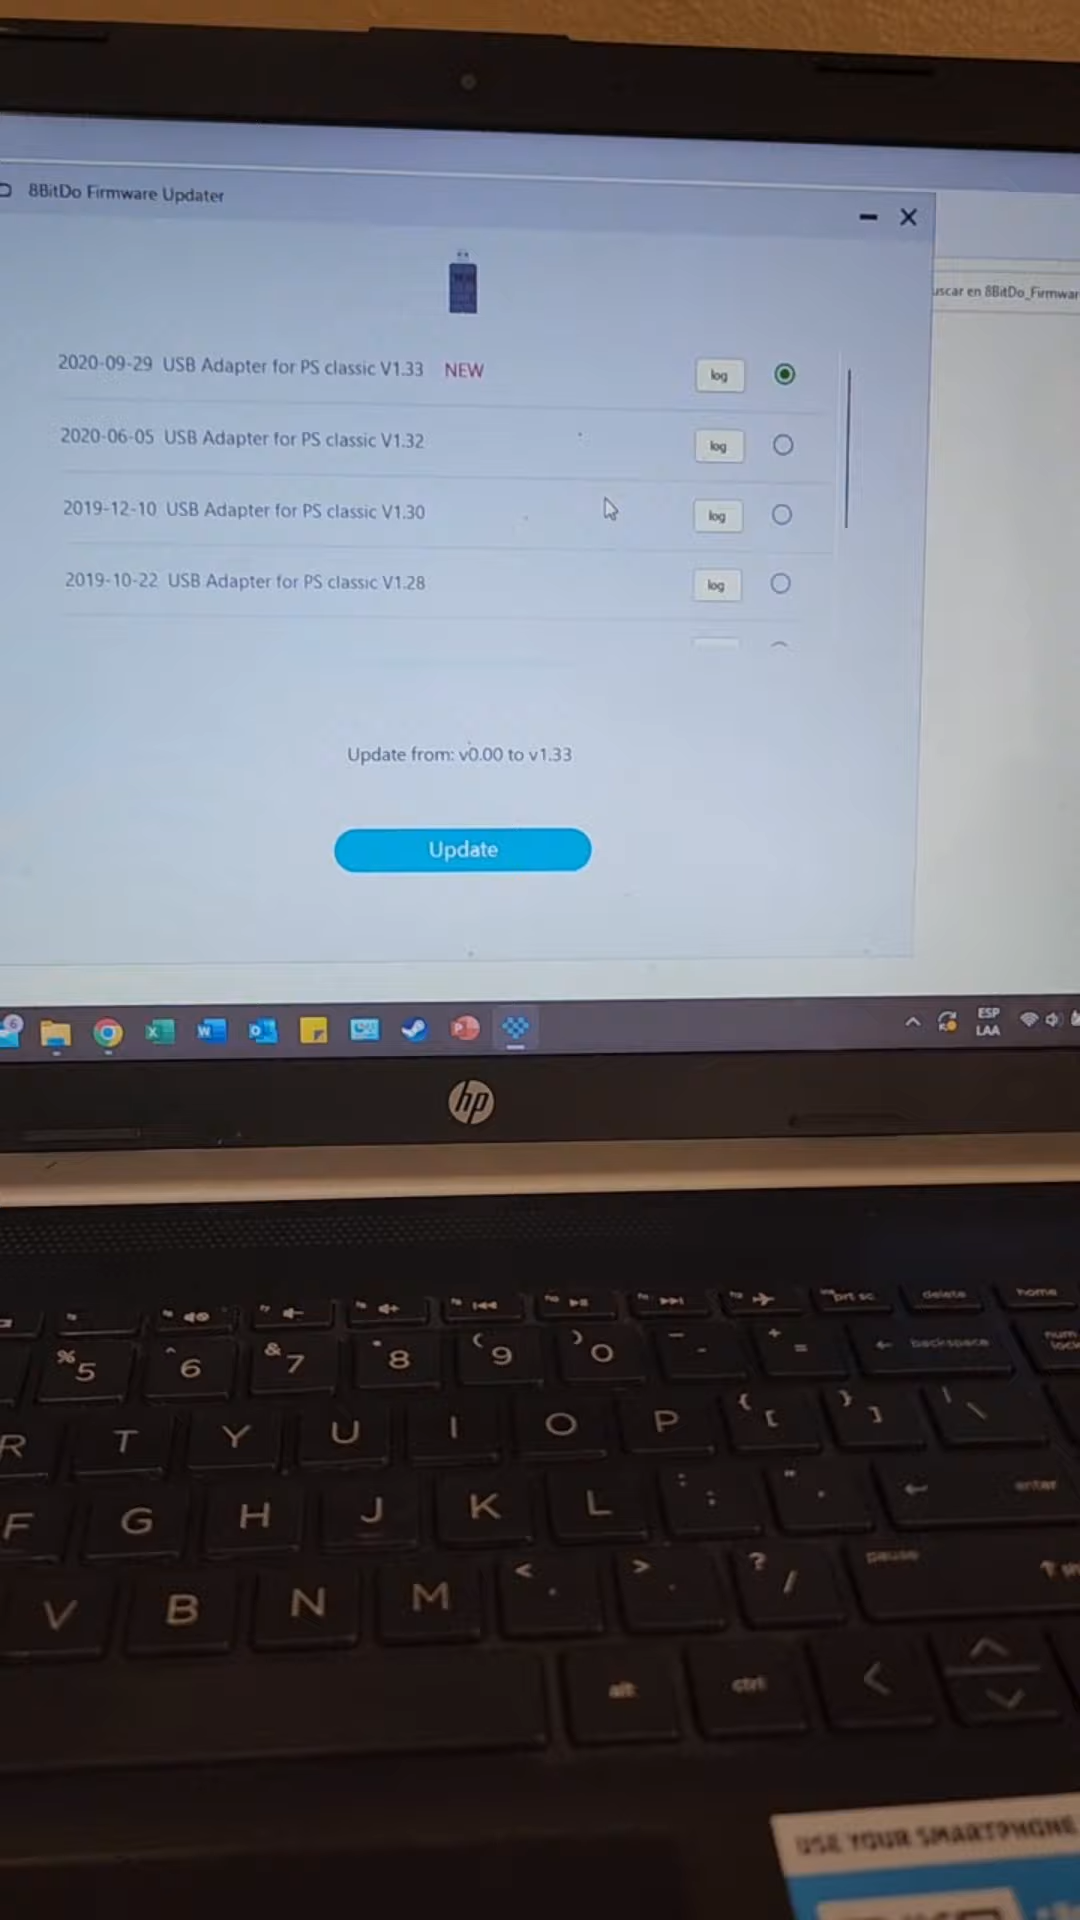 8BitDo Firmware Updater
uscar en 8BitDo_Firmwar
2020-09-29 USB Adapter for PS classic V1.33 NEW log
2020-06-05 USB Adapter for PS classic V1.32 log
2019-12-10 USB Adapter for PS classic V1.30 log
2019-10-22 USB Adapter for PS classic V1.28 log
Update from: v0.00 to v1.33
Update
6
ESP
LAA
hp
prt sc delete home
% 5 ^ 6 & 7 * 8 ( 9 ) 0 _ - + = backspace num lock
R T Y U I O P { [ } ] | \
F G H J K L : ; " ' enter
V B N M < , > . ? / pause
alt ctrl
USE YOUR SMARTPHONE